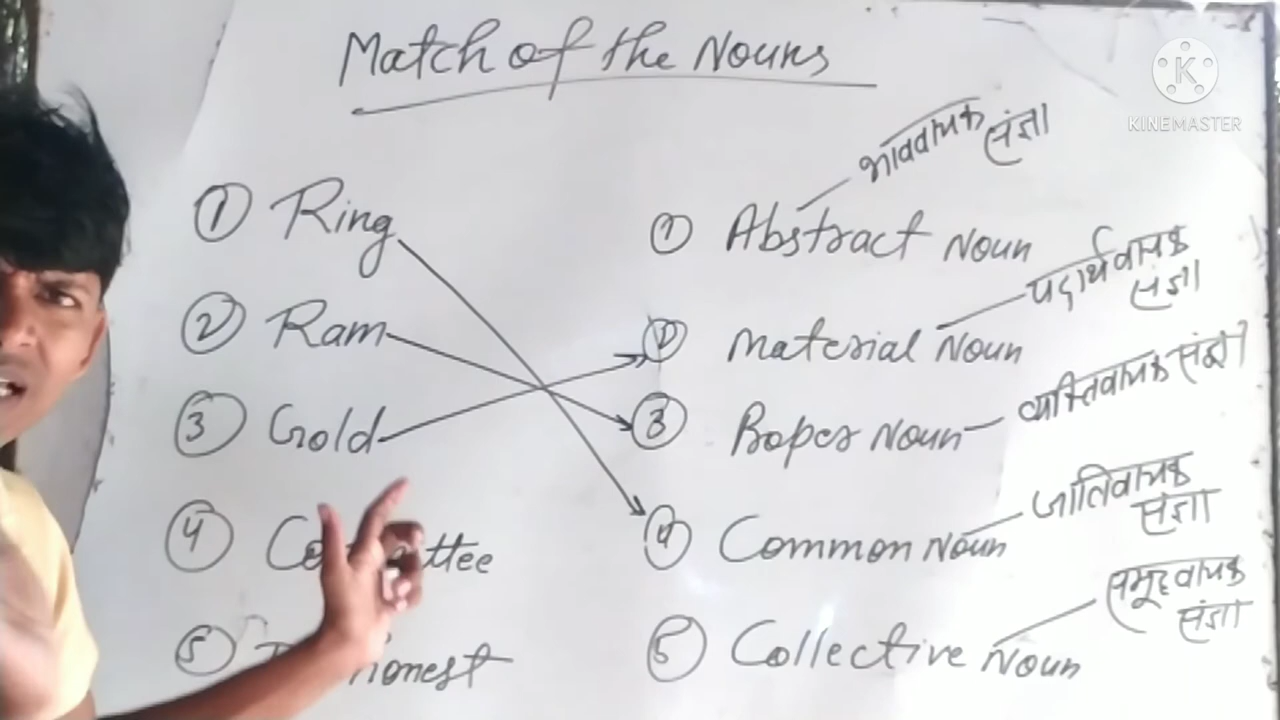 Match of the Nouns
① Ring
② Ram
③ Gold
④
⑤
① Abstract Noun
भाववाचक
संज्ञा
② Material Noun
पदार्थवाचक
संज्ञा
③ Proper Noun
व्यक्तिवाचक संज्ञा
④ Common Noun
जातिवाचक
संज्ञा
⑤ Collective Noun
समूहवाचक
संज्ञा
K
KINEMASTER